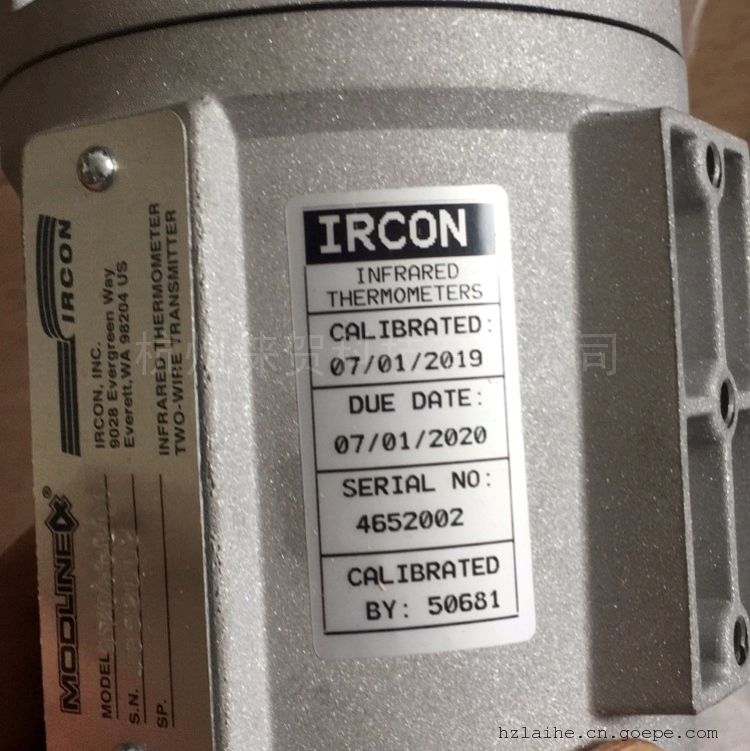 IRCON
INFRARED
THERMOMETERS
CALIBRATED:
07/01/2019
DUE DATE:
07/01/2020
SERIAL NO:
4652002
CALIBRATED
BY: 50681
IRCON
IRCON, INC.
9028 Evergreen Way
Everett, WA 98204 US
INFRARED THERMOMETER
TWO-WIRE TRANSMITTER
MODLINE®
MODEL
S.N.
SP.
hzlaihe.cn.goepe.com